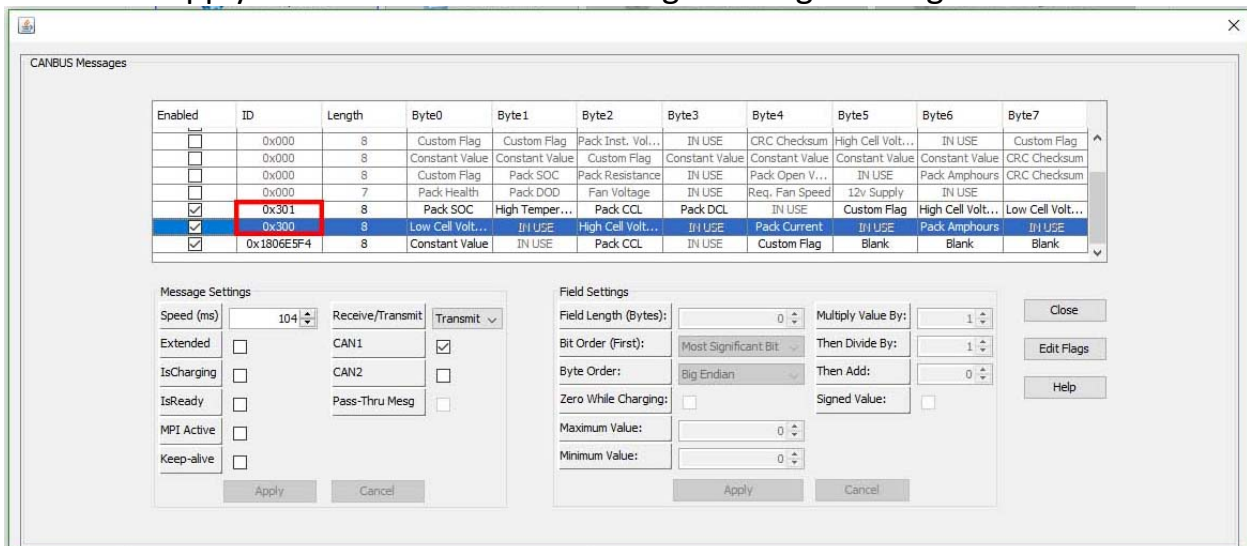 CANBUS Messages
Enabled ID Length Byte0 Byte1 Byte2 Byte3 Byte4 Byte5 Byte6 Byte7
0x000 8 Custom Flag Custom Flag Pack Inst. Vol... IN USE CRC Checksum High Cell Volt... IN USE Custom Flag
0x000 8 Constant Value Constant Value Custom Flag Constant Value Constant Value Constant Value Constant Value CRC Checksum
0x000 8 Custom Flag Pack SOC Pack Resistance IN USE Pack Open V... IN USE Pack Amphours CRC Checksum
0x000 7 Pack Health Pack DOD Fan Voltage IN USE Req. Fan Speed 12v Supply IN USE
0x301 8 Pack SOC High Temper... Pack CCL Pack DCL IN USE Custom Flag High Cell Volt... Low Cell Volt...
0x300 8 Low Cell Volt... IN USE High Cell Volt... IN USE Pack Current IN USE Pack Amphours IN USE
0x1806E5F4 8 Constant Value IN USE Pack CCL IN USE Custom Flag Blank Blank Blank
Message Settings
Speed (ms) 104 Receive/Transmit Transmit
Extended CAN1
IsCharging CAN2
IsReady Pass-Thru Mesg
MPI Active
Keep-alive
Apply Cancel
Field Settings
Field Length (Bytes): 0 Multiply Value By: 1
Bit Order (First): Most Significant Bit Then Divide By: 1
Byte Order: Big Endian Then Add: 0
Zero While Charging: Signed Value:
Maximum Value: 0
Minimum Value: 0
Apply Cancel
Close
Edit Flags
Help